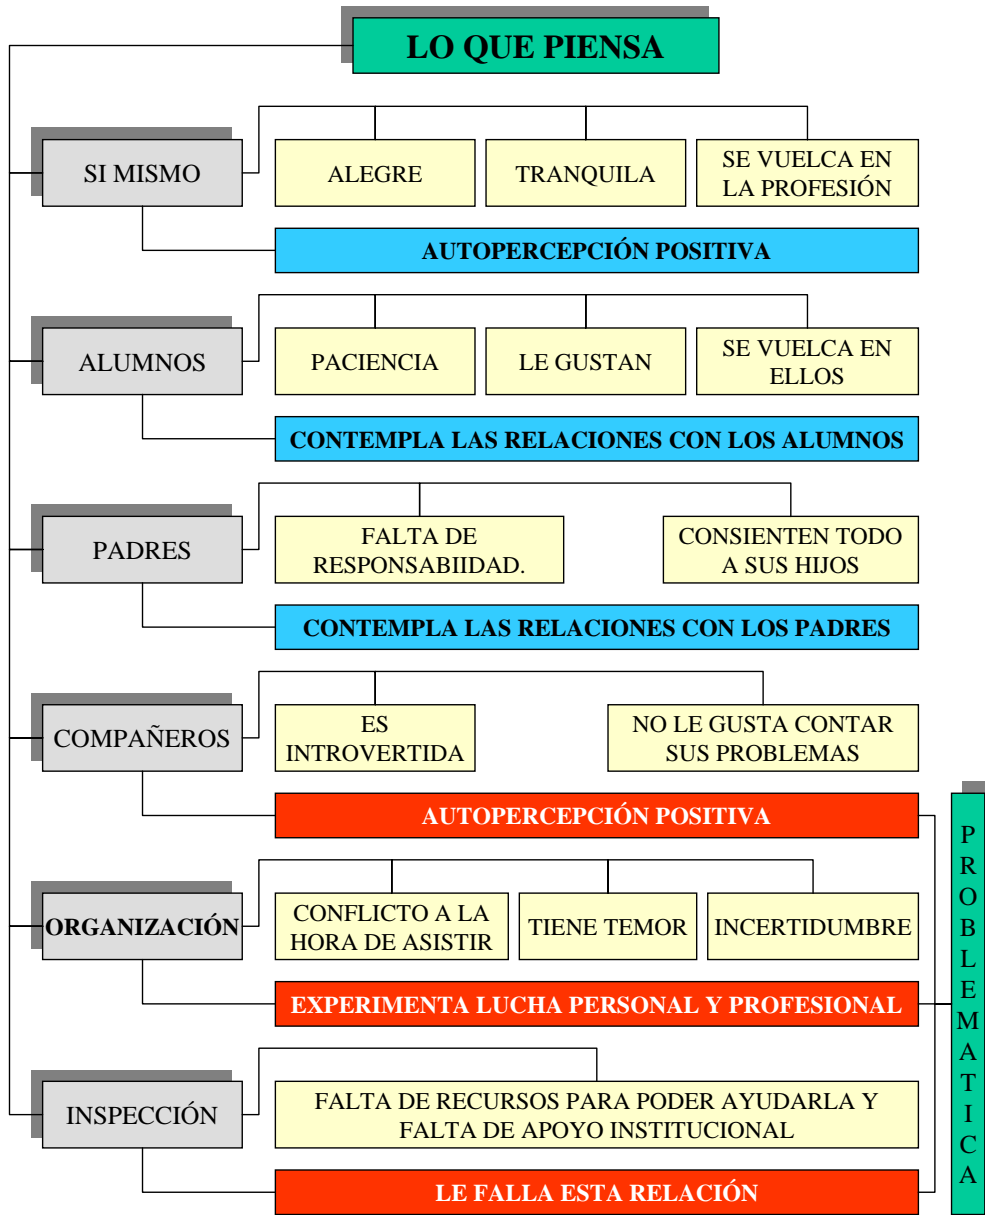 LO QUE PIENSA
SI MISMO
ALEGRE
TRANQUILA
SE VUELCA EN
LA PROFESIÓN
AUTOPERCEPCIÓN POSITIVA
ALUMNOS
PACIENCIA
LE GUSTAN
SE VUELCA EN
ELLOS
CONTEMPLA LAS RELACIONES CON LOS ALUMNOS
PADRES
FALTA DE
RESPONSABIIDAD.
CONSIENTEN TODO
A SUS HIJOS
CONTEMPLA LAS RELACIONES CON LOS PADRES
COMPAÑEROS
ES
INTROVERTIDA
NO LE GUSTA CONTAR
SUS PROBLEMAS
AUTOPERCEPCIÓN POSITIVA
ORGANIZACIÓN
CONFLICTO A LA
HORA DE ASISTIR
TIENE TEMOR
INCERTIDUMBRE
EXPERIMENTA LUCHA PERSONAL Y PROFESIONAL
INSPECCIÓN
FALTA DE RECURSOS PARA PODER AYUDARLA Y
FALTA DE APOYO INSTITUCIONAL
LE FALLA ESTA RELACIÓN
PROBLEMATICA